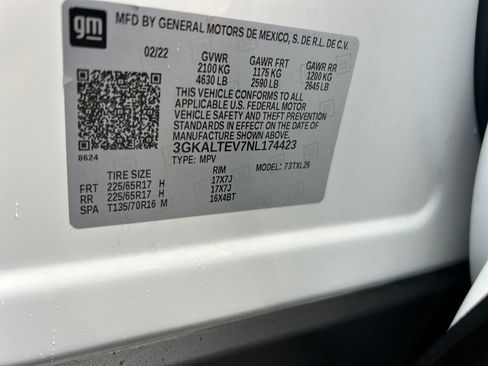 gm
MFD BY GENERAL MOTORS DE MEXICO, S. DE R.L. DE C.V.
02/22 GVWR GAWR FRT GAWR RR
2100 KG 1175 KG 1200 KG
4630 LB 2590 LB 2645 LB
THIS VEHICLE CONFORMS TO ALL
APPLICABLE U.S. FEDERAL MOTOR
VEHICLE SAFETY AND THEFT PREVENTION
STANDARDS IN EFFECT ON THE DATE OF
MANUFACTURE SHOWN ABOVE.
3GKALTEV7NL174423
8624
TYPE: MPV MODEL: 73TXL26
TIRE SIZE RIM
FRT 225/65R17 H 17X7J
RR 225/65R17 H 17X7J
SPA T135/70R16 M 16X4BT